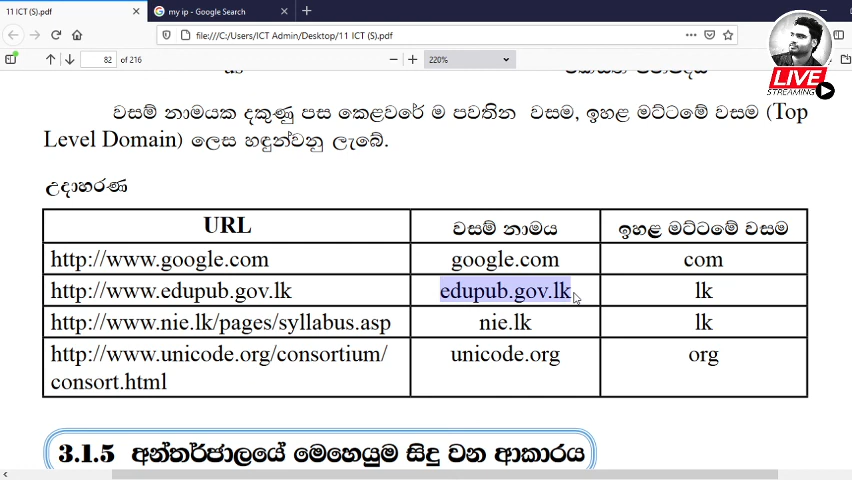 11 ICT (S).pdf
my ip - Google Search
file:///C:/Users/ICT Admin/Desktop/11 ICT (S).pdf
82 of 216
220%
LIVE
STREAMING
වසම් නාමයක දකුණු පස කෙළවරේ ම පවතින වසම, ඉහළ මට්ටමේ වසම (Top
Level Domain) ලෙස හඳුන්වනු ලැබේ.
උදාහරණ
URL වසම් නාමය ඉහළ මට්ටමේ වසම
http://www.google.com google.com com
http://www.edupub.gov.lk edupub.gov.lk lk
http://www.nie.lk/pages/syllabus.asp nie.lk lk
http://www.unicode.org/consortium/ unicode.org org
consort.html
3.1.5 අන්තර්ජාලයේ මෙහෙයුම සිදු වන ආකාරය